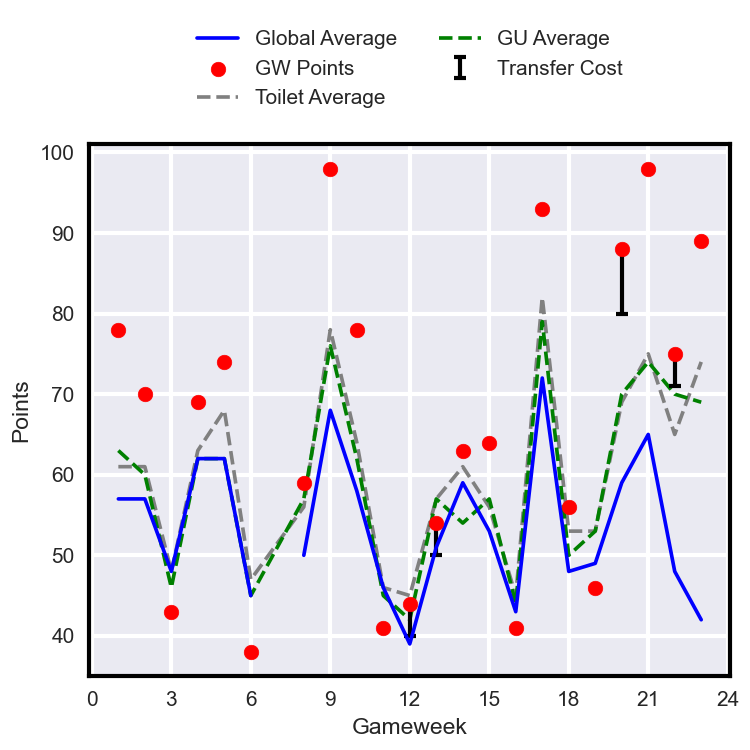 Global Average
GW Points
Toilet Average
GU Average
Transfer Cost
100
90
80
70
60
50
40
Points
0 3 6 9 12 15 18 21 24
Gameweek